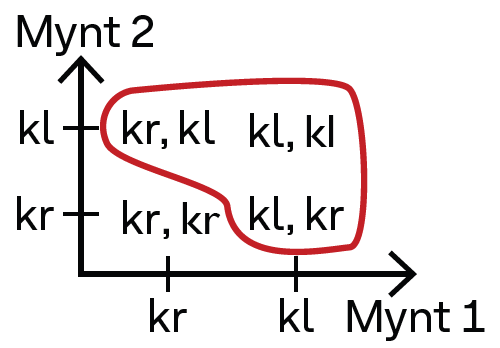 Mynt 2
kl kr, kl kl, kl
kr kr, kr kl, kr
kr kl Mynt 1